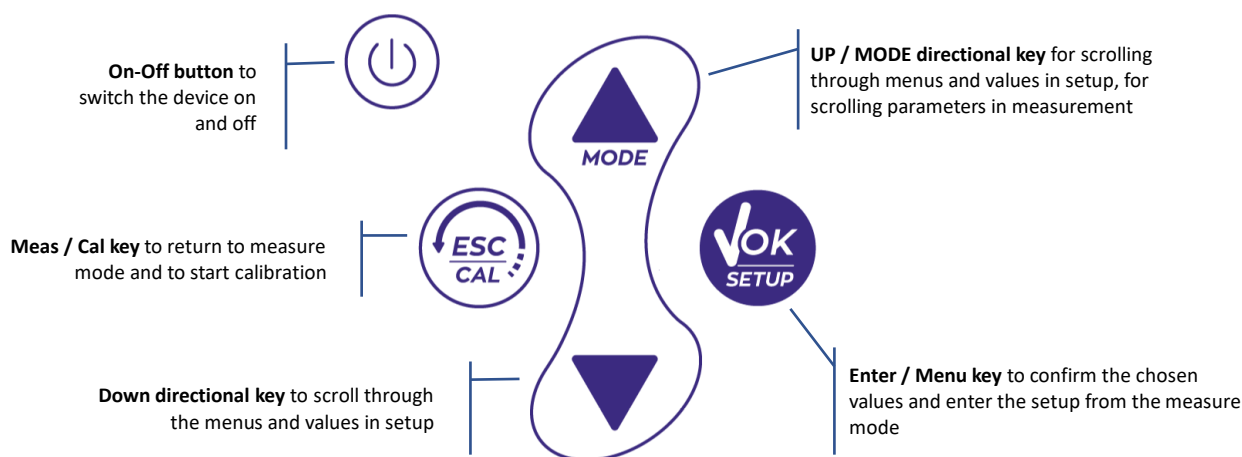 On-Off button to
switch the device on
and off
UP / MODE directional key for scrolling
through menus and values in setup, for
scrolling parameters in measurement
MODE
Meas / Cal key to return to measure
mode and to start calibration
ESC
CAL
OK
SETUP
Down directional key to scroll through
the menus and values in setup
Enter / Menu key to confirm the chosen
values and enter the setup from the measure
mode